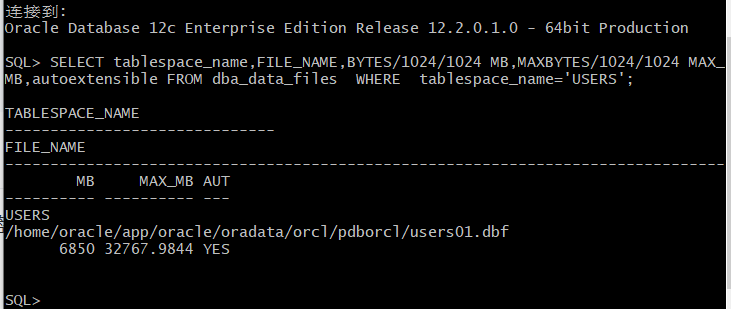 连接到:
Oracle Database 12c Enterprise Edition Release 12.2.0.1.0 - 64bit Production
SQL> SELECT tablespace_name,FILE_NAME,BYTES/1024/1024 MB,MAXBYTES/1024/1024 MAX_
MB,autoextensible FROM dba_data_files  WHERE  tablespace_name='USERS';
TABLESPACE_NAME
------------------------------
FILE_NAME
--------------------------------------------------------------------------------
        MB     MAX_MB AUT
---------- ---------- ---
USERS
/home/oracle/app/oracle/oradata/orcl/pdborcl/users01.dbf
      6850 32767.9844 YES
SQL>